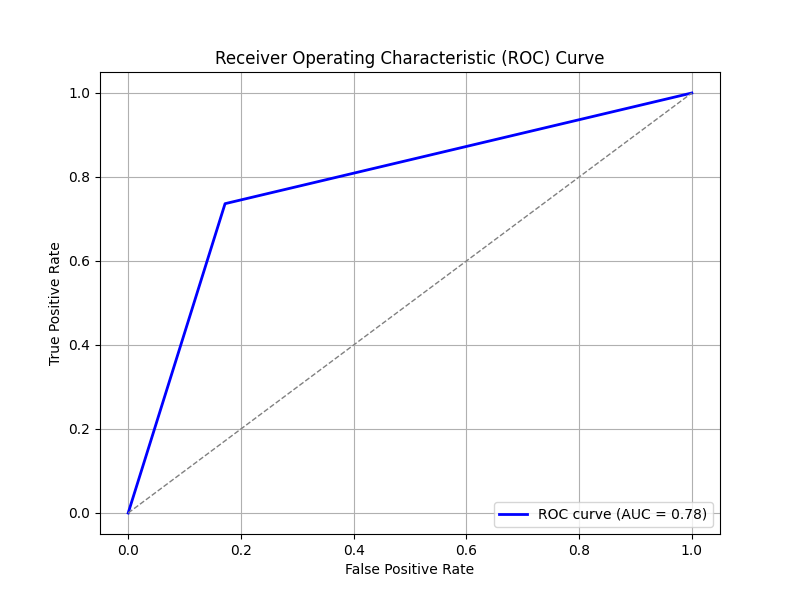 Receiver Operating Characteristic (ROC) Curve
1.0
0.8
0.6
0.4
0.2
0.0
True Positive Rate
ROC curve (AUC = 0.78)
0.0 0.2 0.4 0.6 0.8 1.0
False Positive Rate